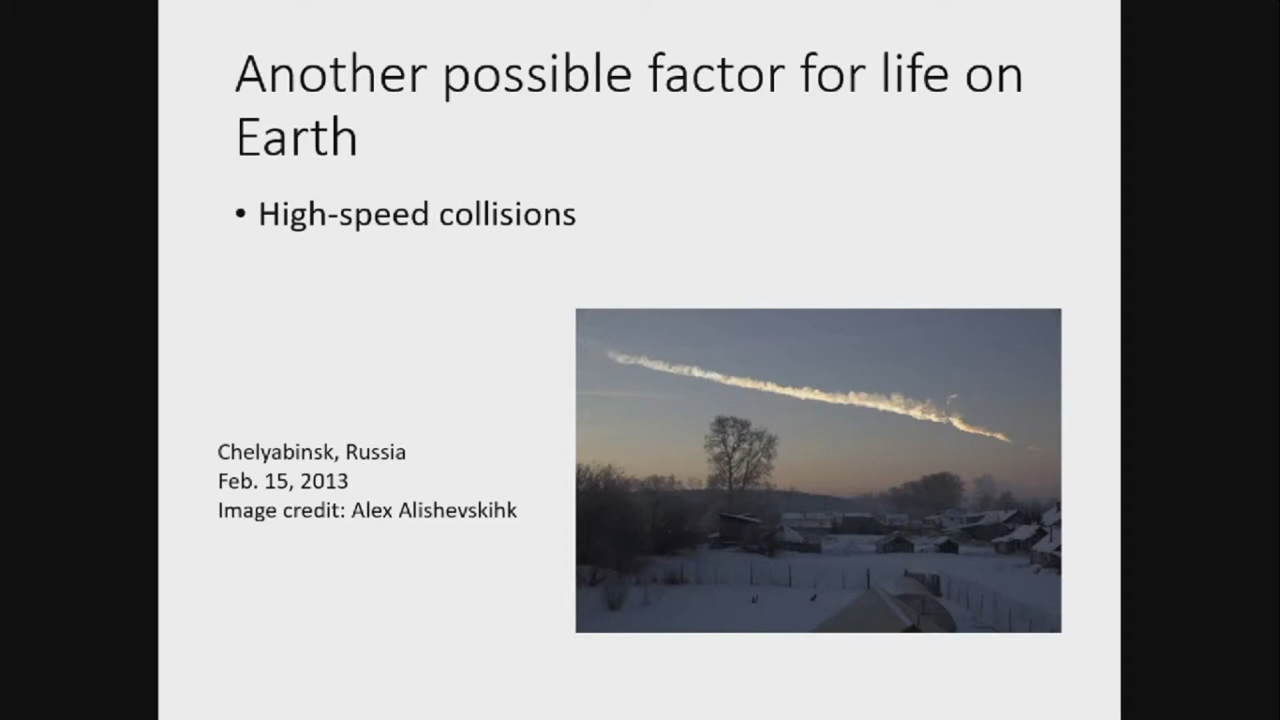 Another possible factor for life on
Earth
• High-speed collisions
Chelyabinsk, Russia
Feb. 15, 2013
Image credit: Alex Alishevskihk